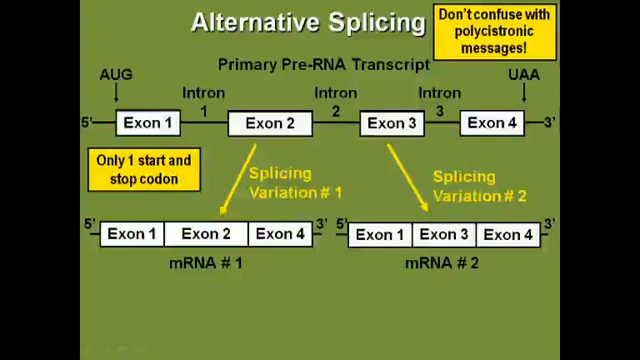 Alternative Splicing
Don't confuse with
polycistronic
messages!
Primary Pre-RNA Transcript
AUG
UAA
Intron
1
Intron
2
Intron
3
5' Exon 1 Exon 2 Exon 3 Exon 4 3'
Only 1 start and
stop codon
Splicing
Variation # 1
Splicing
Variation # 2
5' Exon 1 Exon 2 Exon 4 3'
5' Exon 1 Exon 3 Exon 4 3'
mRNA # 1
mRNA # 2